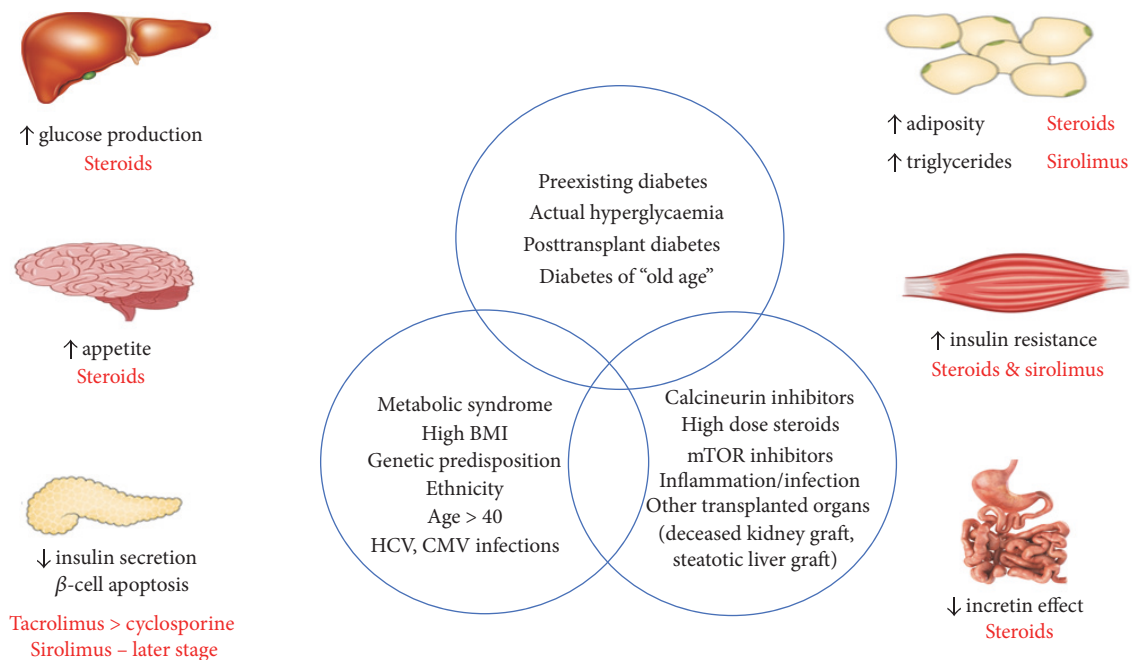 ↑ glucose production
Steroids
↑ appetite
Steroids
↓ insulin secretion
β-cell apoptosis
Tacrolimus > cyclosporine
Sirolimus – later stage
Preexisting diabetes
Actual hyperglycaemia
Posttransplant diabetes
Diabetes of “old age”
Metabolic syndrome
High BMI
Genetic predisposition
Ethnicity
Age > 40
HCV, CMV infections
Calcineurin inhibitors
High dose steroids
mTOR inhibitors
Inflammation/infection
Other transplanted organs
(deceased kidney graft,
steatotic liver graft)
↑ adiposity Steroids
↑ triglycerides Sirolimus
↑ insulin resistance
Steroids & sirolimus
↓ incretin effect
Steroids